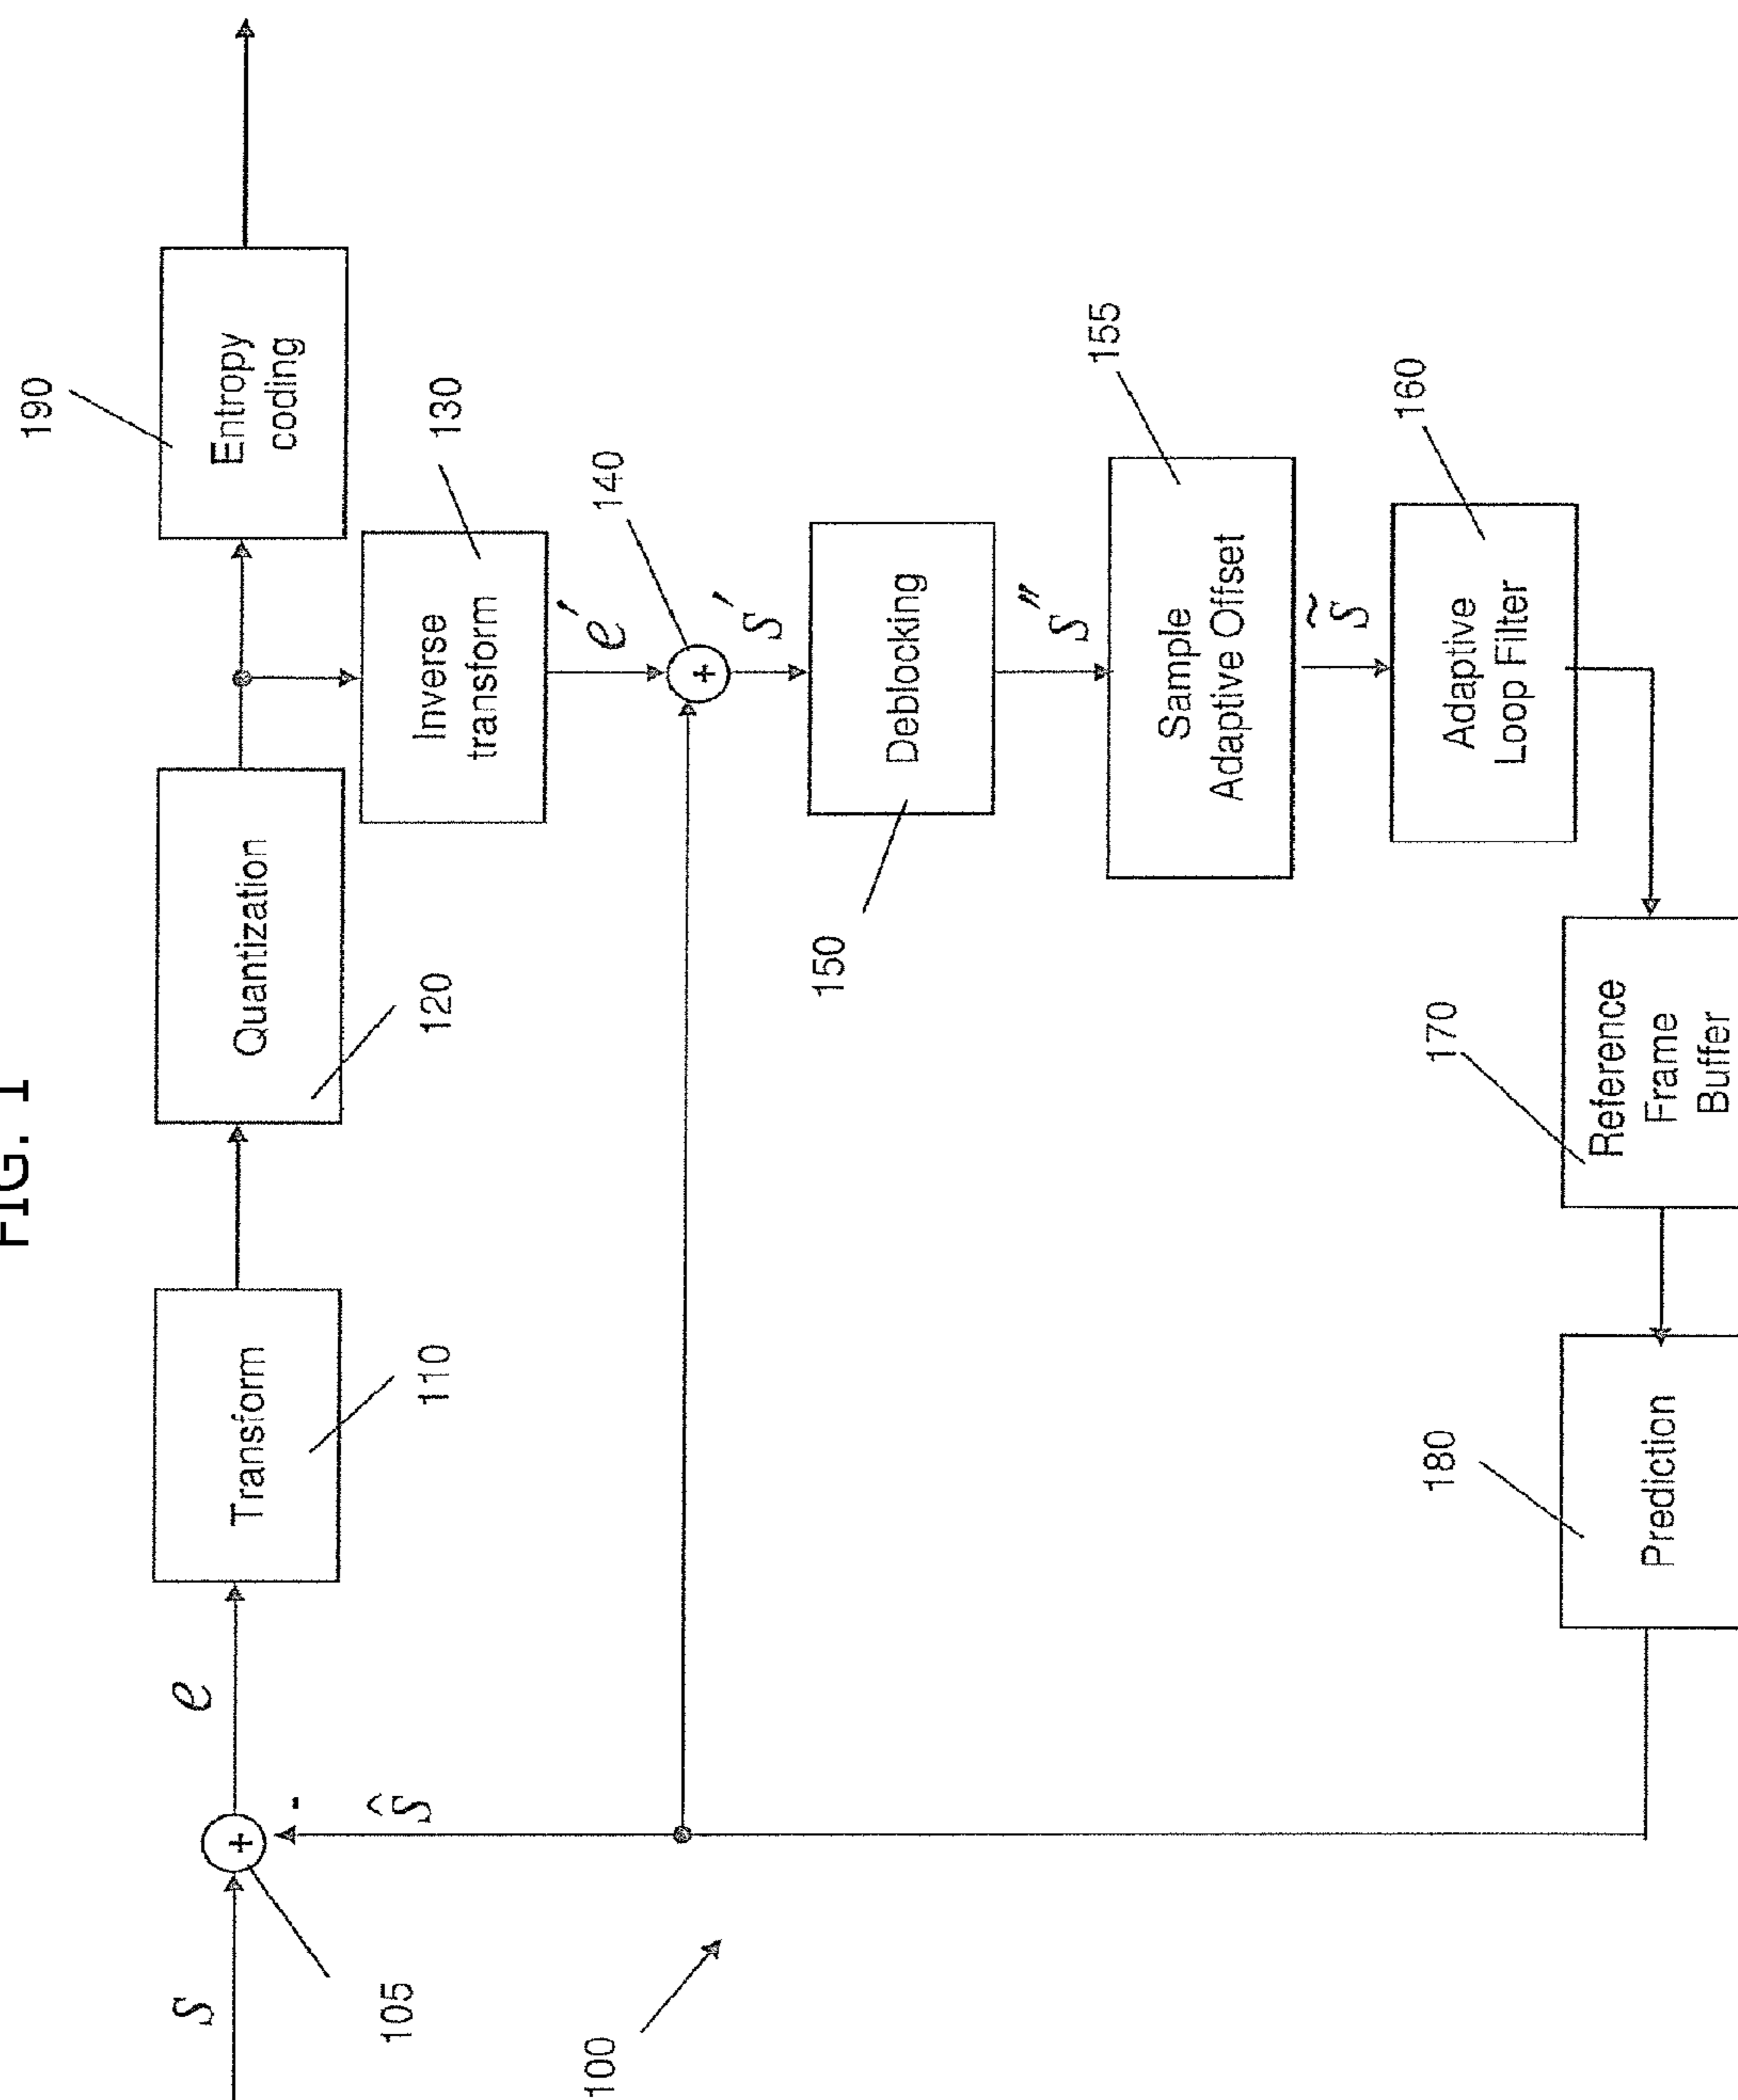 FIG. 1
s
+
105
-
ŝ
e
Transform
110
Quantization
120
Entropy
coding
190
Inverse
transform
130
e′
+
140
s′
Deblocking
150
s″
Sample
Adaptive Offset
155
s̃
Adaptive
Loop Filter
160
Reference
Frame
Buffer
170
Prediction
180
100